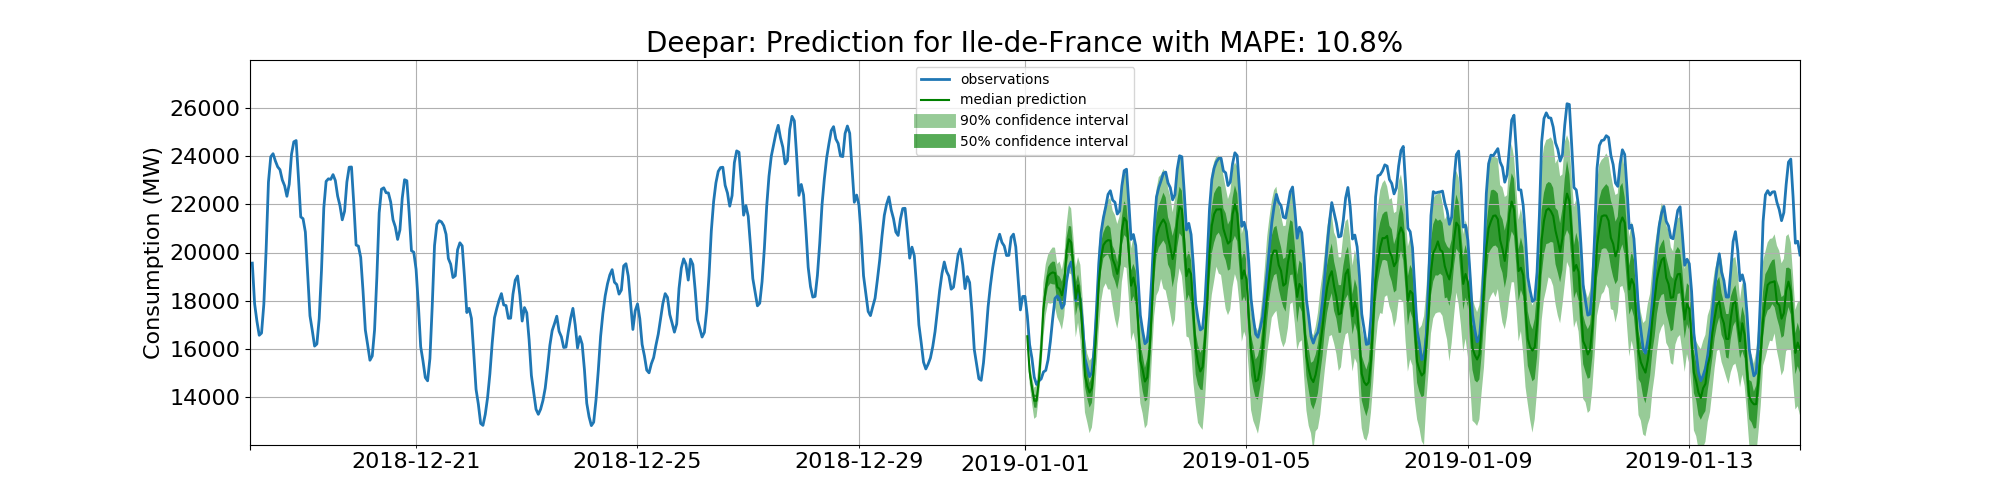 Deepar: Prediction for Ile-de-France with MAPE: 10.8%
observations
median prediction
90% confidence interval
50% confidence interval
Consumption (MW)
26000
24000
22000
20000
18000
16000
14000
2018-12-21 2018-12-25 2018-12-29 2019-01-01 2019-01-05 2019-01-09 2019-01-13